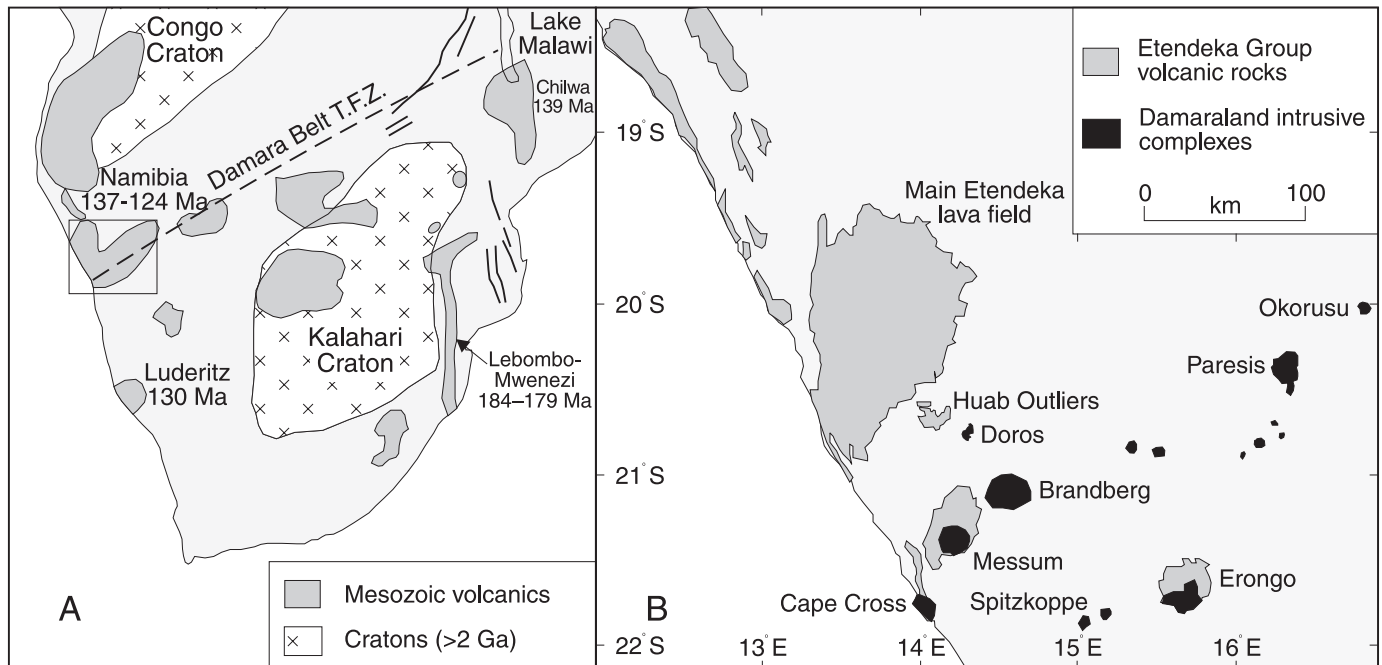 Congo
Craton
Lake
Malawi
Chilwa
139 Ma
Damara Belt T.F.Z.
Namibia
137-124 Ma
Kalahari
Craton
Luderitz
130 Ma
Lebombo-
Mwenezi
184–179 Ma
A
Mesozoic volcanics
Cratons (>2 Ga)
Etendeka Group
volcanic rocks
Damaraland intrusive
complexes
0 100
km
19°S
Main Etendeka
lava field
20°S
Okorusu
Paresis
Huab Outliers
Doros
21°S
Brandberg
Messum
Erongo
Cape Cross
Spitzkoppe
B
22°S
13°E
14°E
15°E
16°E